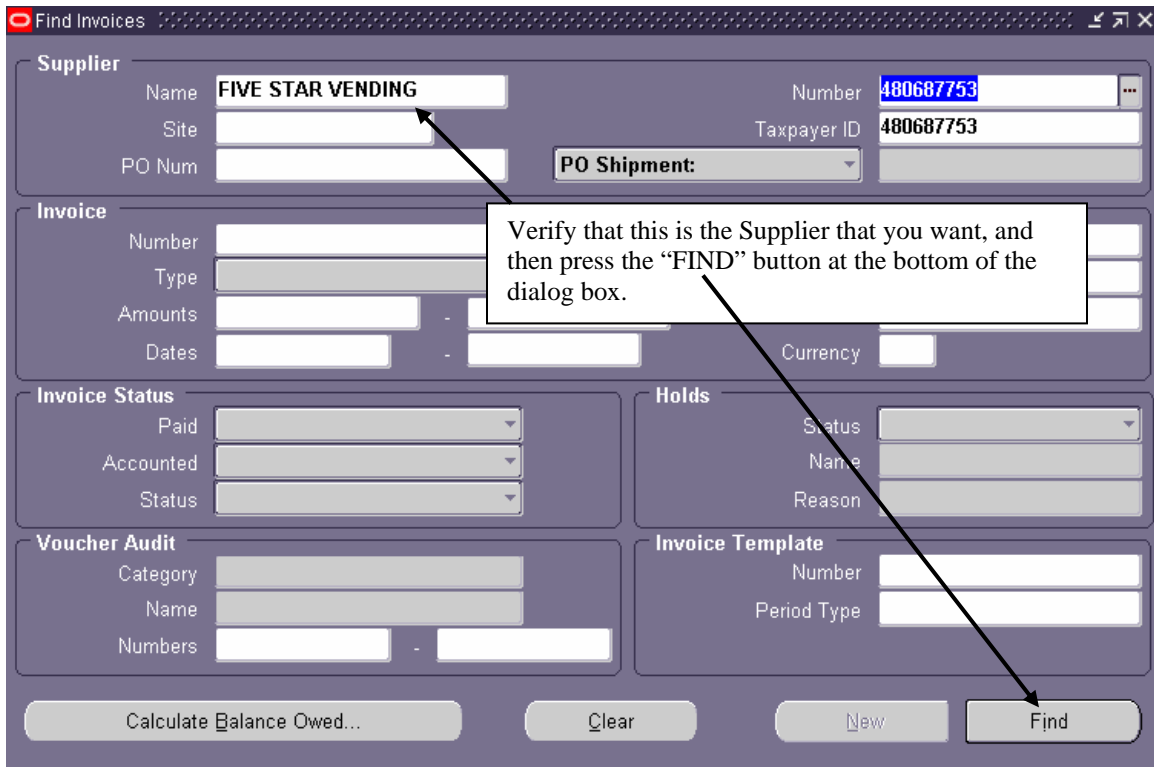 Find Invoices
Supplier
Name FIVE STAR VENDING Number 480687753 ...
Site Taxpayer ID 480687753
PO Num PO Shipment:
Invoice
Verify that this is the Supplier that you want, and
then press the “FIND” button at the bottom of the
dialog box.
Number
Type
Amounts -
Dates - Currency
Invoice Status Holds
Paid Status
Accounted Name
Status Reason
Voucher Audit Invoice Template
Category Number
Name Period Type
Numbers -
Calculate Balance Owed... Clear New Find